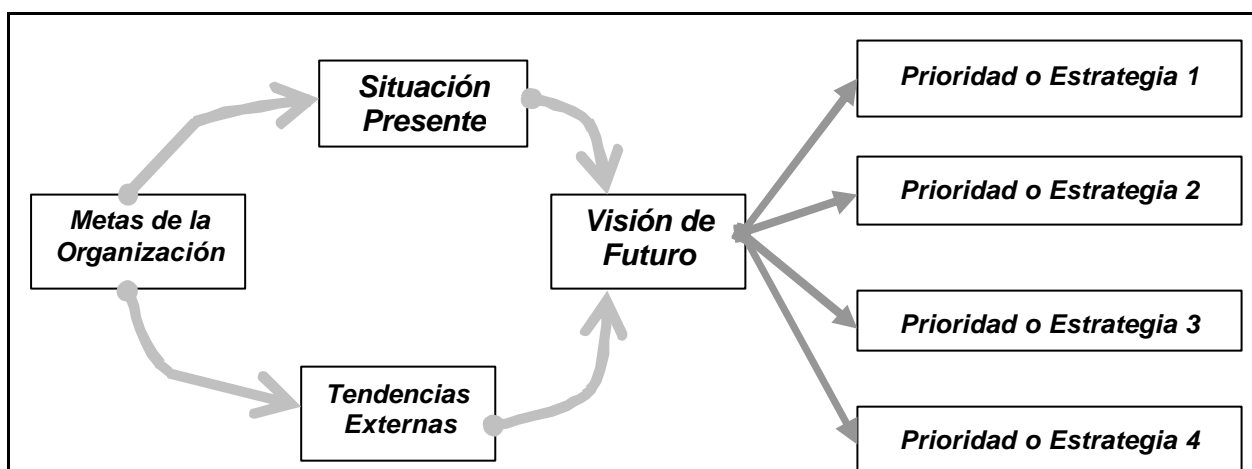 Situación
Presente
Metas de la
Organización
Tendencias
Externas
Visión de
Futuro
Prioridad o Estrategia 1
Prioridad o Estrategia 2
Prioridad o Estrategia 3
Prioridad o Estrategia 4